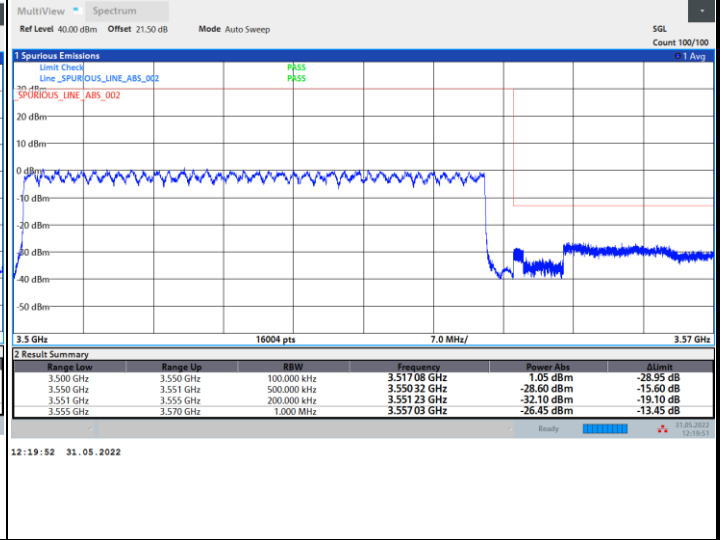 MultiView Spectrum
Ref Level 40.00 dBm Offset 21.50 dB Mode Auto Sweep SGL
Count 100/100
1 Spurious Emissions 1 Avg
Limit Check PASS
Line _SPURIOUS_LINE_ABS_002 PASS
30 dBm
_SPURIOUS_LINE_ABS_002
20 dBm
10 dBm
0 dBm
-10 dBm
-20 dBm
-30 dBm
-40 dBm
-50 dBm
3.5 GHz 16004 pts 7.0 MHz/ 3.57 GHz
2 Result Summary
Range Low Range Up RBW Frequency Power Abs ΔLimit
3.500 GHz 3.550 GHz 100.000 kHz 3.517 08 GHz 1.05 dBm -28.95 dB
3.550 GHz 3.551 GHz 500.000 kHz 3.550 32 GHz -28.60 dBm -15.60 dB
3.551 GHz 3.555 GHz 200.000 kHz 3.551 23 GHz -32.10 dBm -19.10 dB
3.555 GHz 3.570 GHz 1.000 MHz 3.557 03 GHz -26.45 dBm -13.45 dB
Ready 31.05.2022
12:19:51
12:19:52 31.05.2022